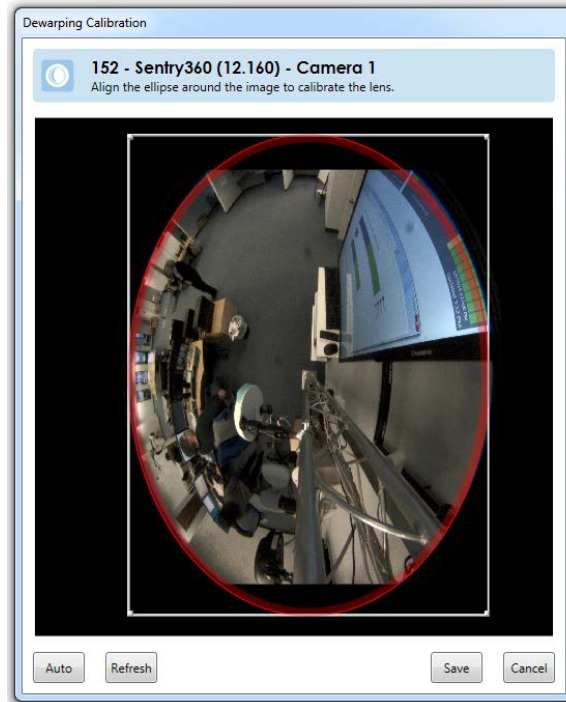 Dewarping Calibration
152 - Sentry360 (12.160) - Camera 1
Align the ellipse around the image to calibrate the lens.
Auto
Refresh
Save
Cancel